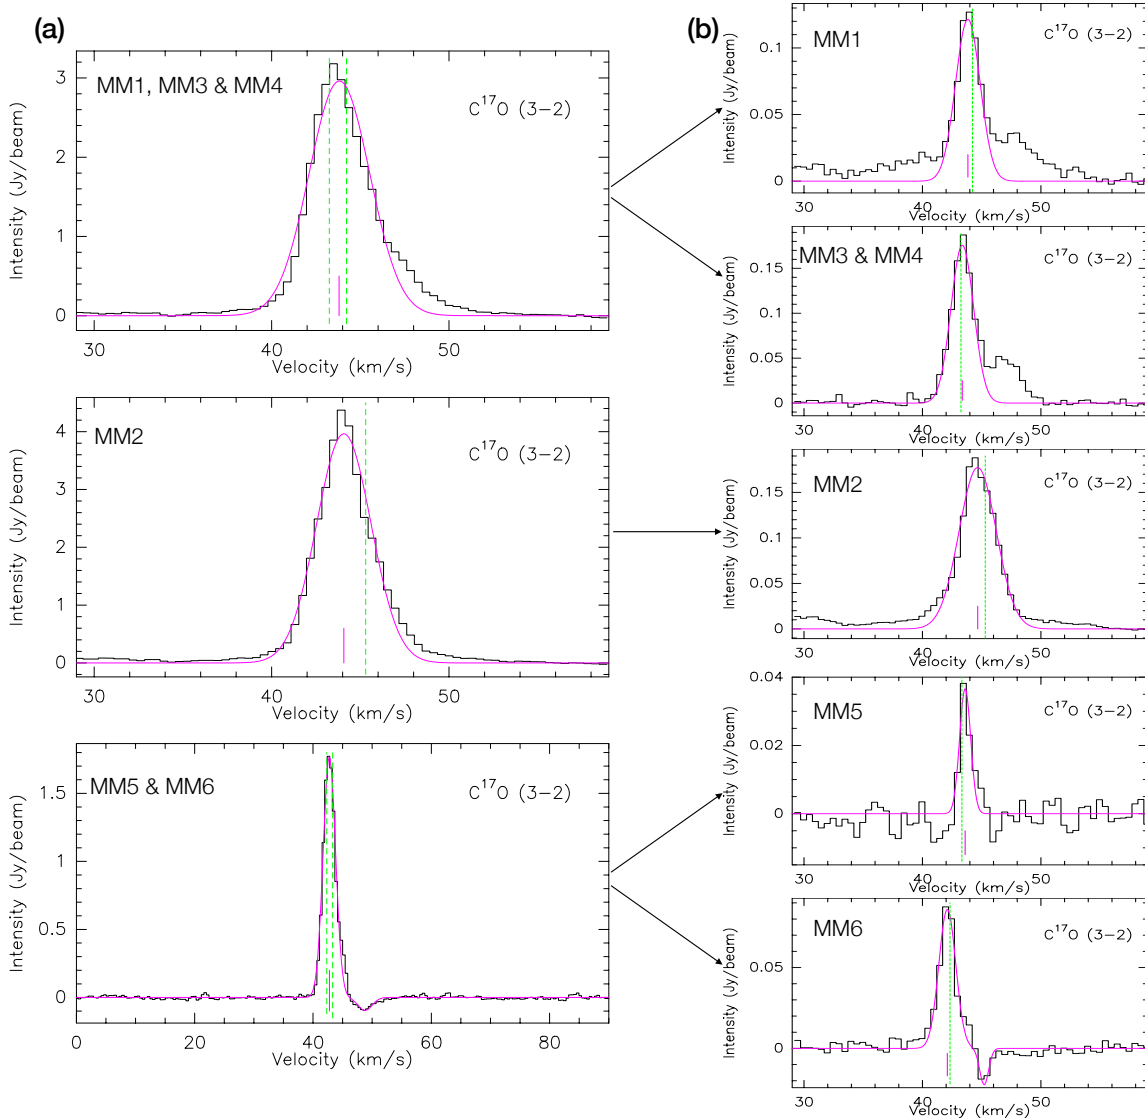 (a)
MM1, MM3 & MM4
C¹⁷O (3−2)
Intensity (Jy/beam)
3
2
1
0
30 40 50
Velocity (km/s)
MM2
C¹⁷O (3−2)
Intensity (Jy/beam)
4
3
2
1
0
30 40 50
Velocity (km/s)
MM5 & MM6
C¹⁷O (3−2)
Intensity (Jy/beam)
1.5
1
0.5
0
0 20 40 60 80
Velocity (km/s)
(b)
MM1
C¹⁷O (3−2)
Intensity (Jy/beam)
0.1
0.05
0
30 40 50
Velocity (km/s)
MM3 & MM4
C¹⁷O (3−2)
Intensity (Jy/beam)
0.15
0.1
0.05
0
30 40 50
Velocity (km/s)
MM2
C¹⁷O (3−2)
Intensity (Jy/beam)
0.15
0.1
0.05
0
30 40 50
Velocity (km/s)
MM5
C¹⁷O (3−2)
Intensity (Jy/beam)
0.04
0.02
0
30 40 50
Velocity (km/s)
MM6
C¹⁷O (3−2)
Intensity (Jy/beam)
0.05
0
30 40 50
Velocity (km/s)